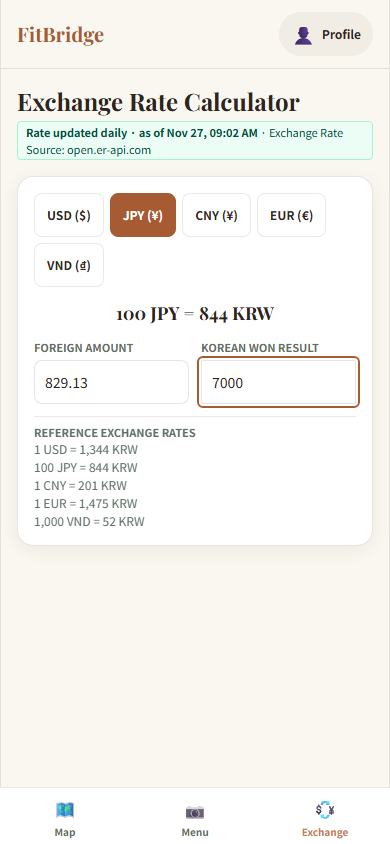 FitBridge
Profile
Exchange Rate Calculator
Rate updated daily · as of Nov 27, 09:02 AM · Exchange Rate
Source: open.er-api.com
USD ($)
JPY (¥)
CNY (¥)
EUR (€)
VND (₫)
100 JPY = 844 KRW
FOREIGN AMOUNT
KOREAN WON RESULT
829.13
7000
REFERENCE EXCHANGE RATES
1 USD = 1,344 KRW
100 JPY = 844 KRW
1 CNY = 201 KRW
1 EUR = 1,475 KRW
1,000 VND = 52 KRW
Map
Menu
Exchange